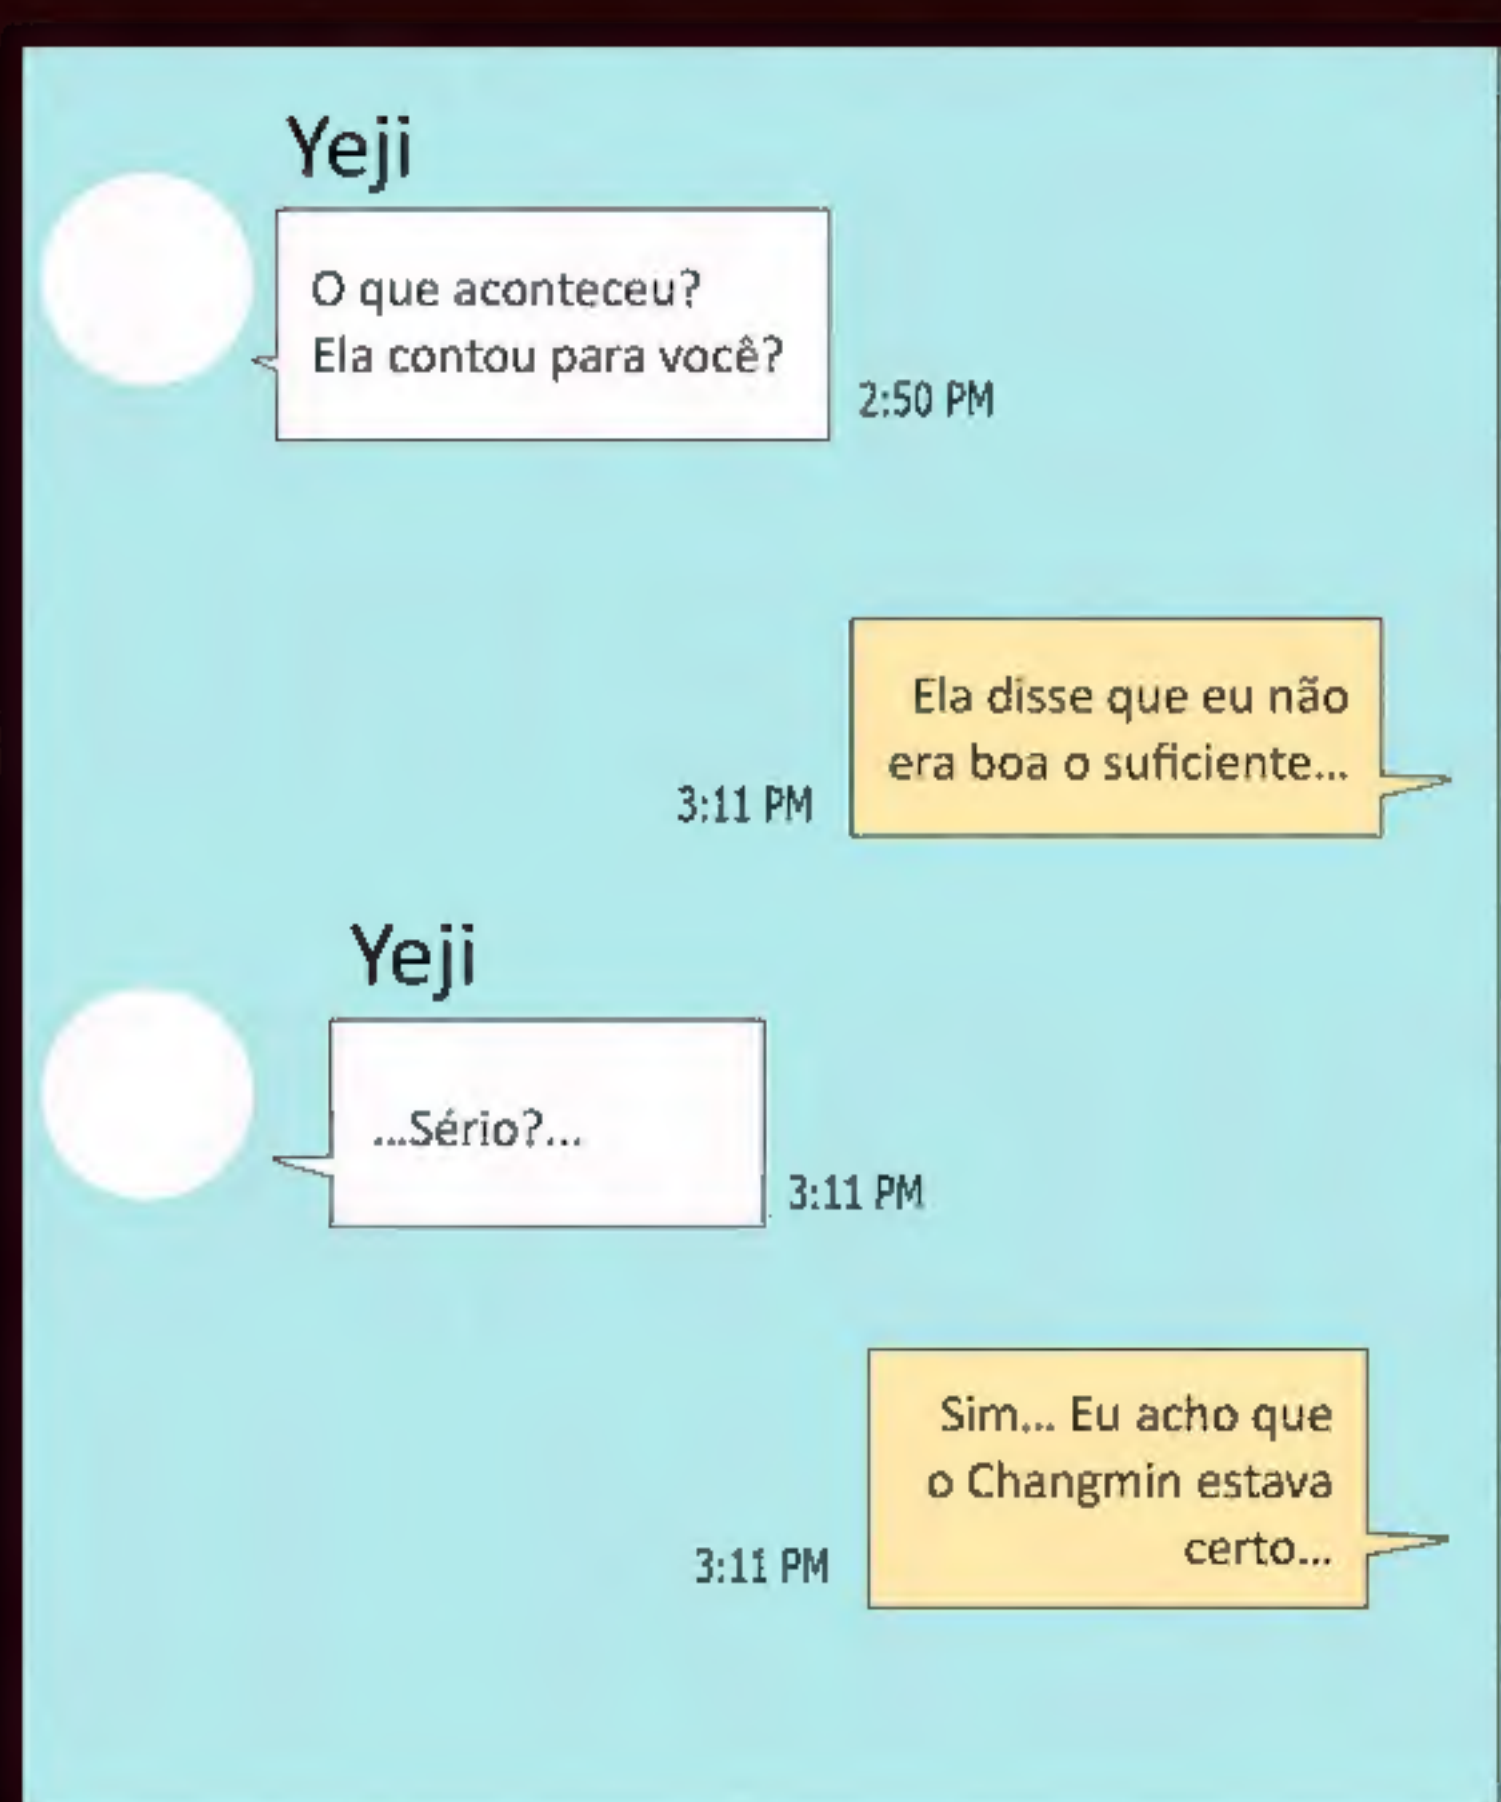 Yeji
O que aconteceu?
Ela contou para você?
2:50 PM
Ela disse que eu não
era boa o suficiente...
3:11 PM
Yeji
...Sério?...
3:11 PM
Sim... Eu acho que
o Changmin estava
certo...
3:11 PM